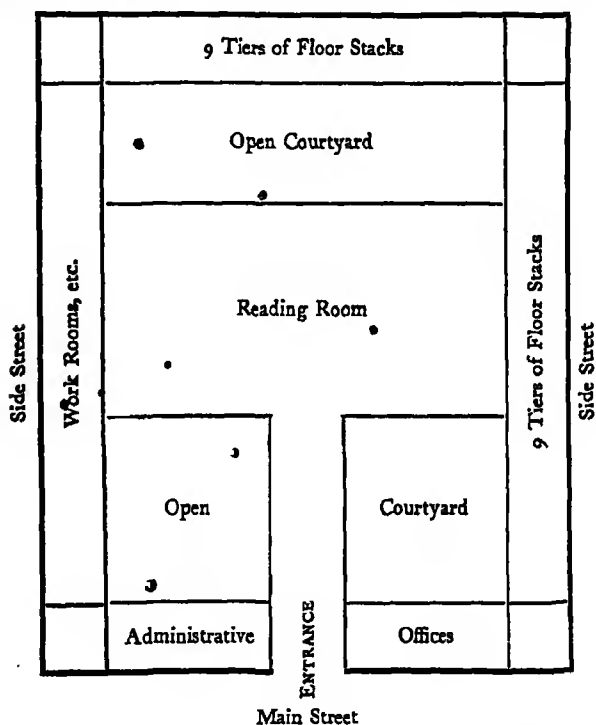 9 Tiers of Floor Stacks
Open Courtyard
Reading Room
Side Street
Work Rooms, etc.
9 Tiers of Floor Stacks
Side Street
Open
Courtyard
Administrative
ENTRANCE
Offices
Main Street